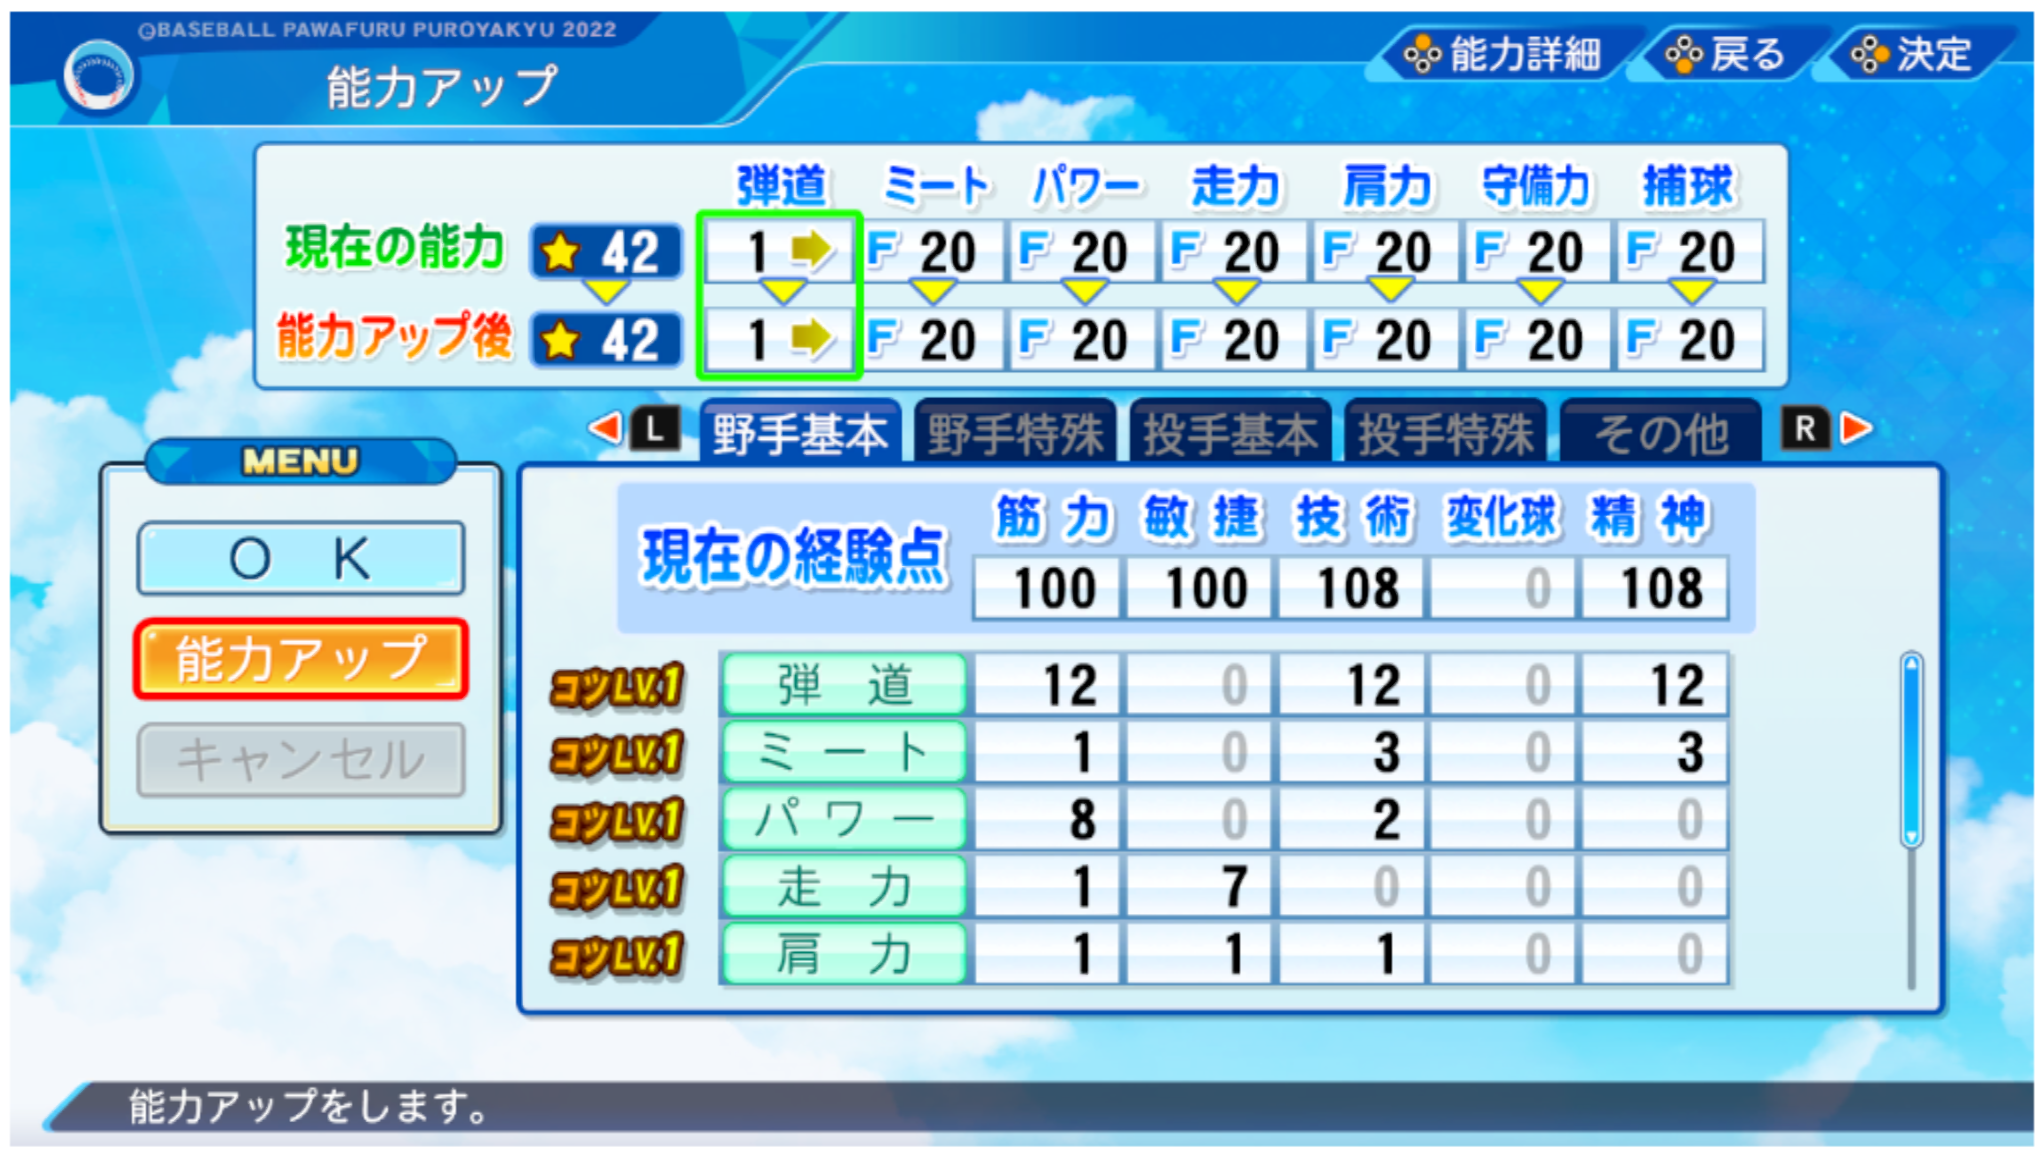 ©BASEBALL PAWAFURU PUROYAKYU 2022
能力アップ
能力詳細 戻る 決定
弾道 ミート パワー 走力 肩力 守備力 捕球
現在の能力 42 1 F 20 F 20 F 20 F 20 F 20 F 20
能力アップ後 42 1 F 20 F 20 F 20 F 20 F 20 F 20
L 野手基本 野手特殊 投手基本 投手特殊 その他 R
MENU
OK
能力アップ
キャンセル
筋力 敏捷 技術 変化球 精神
現在の経験点 100 100 108 0 108
コツLV.1 弾道 12 0 12 0 12
コツLV.1 ミート 1 0 3 0 3
コツLV.1 パワー 8 0 2 0 0
コツLV.1 走力 1 7 0 0 0
コツLV.1 肩力 1 1 1 0 0
能力アップをします。